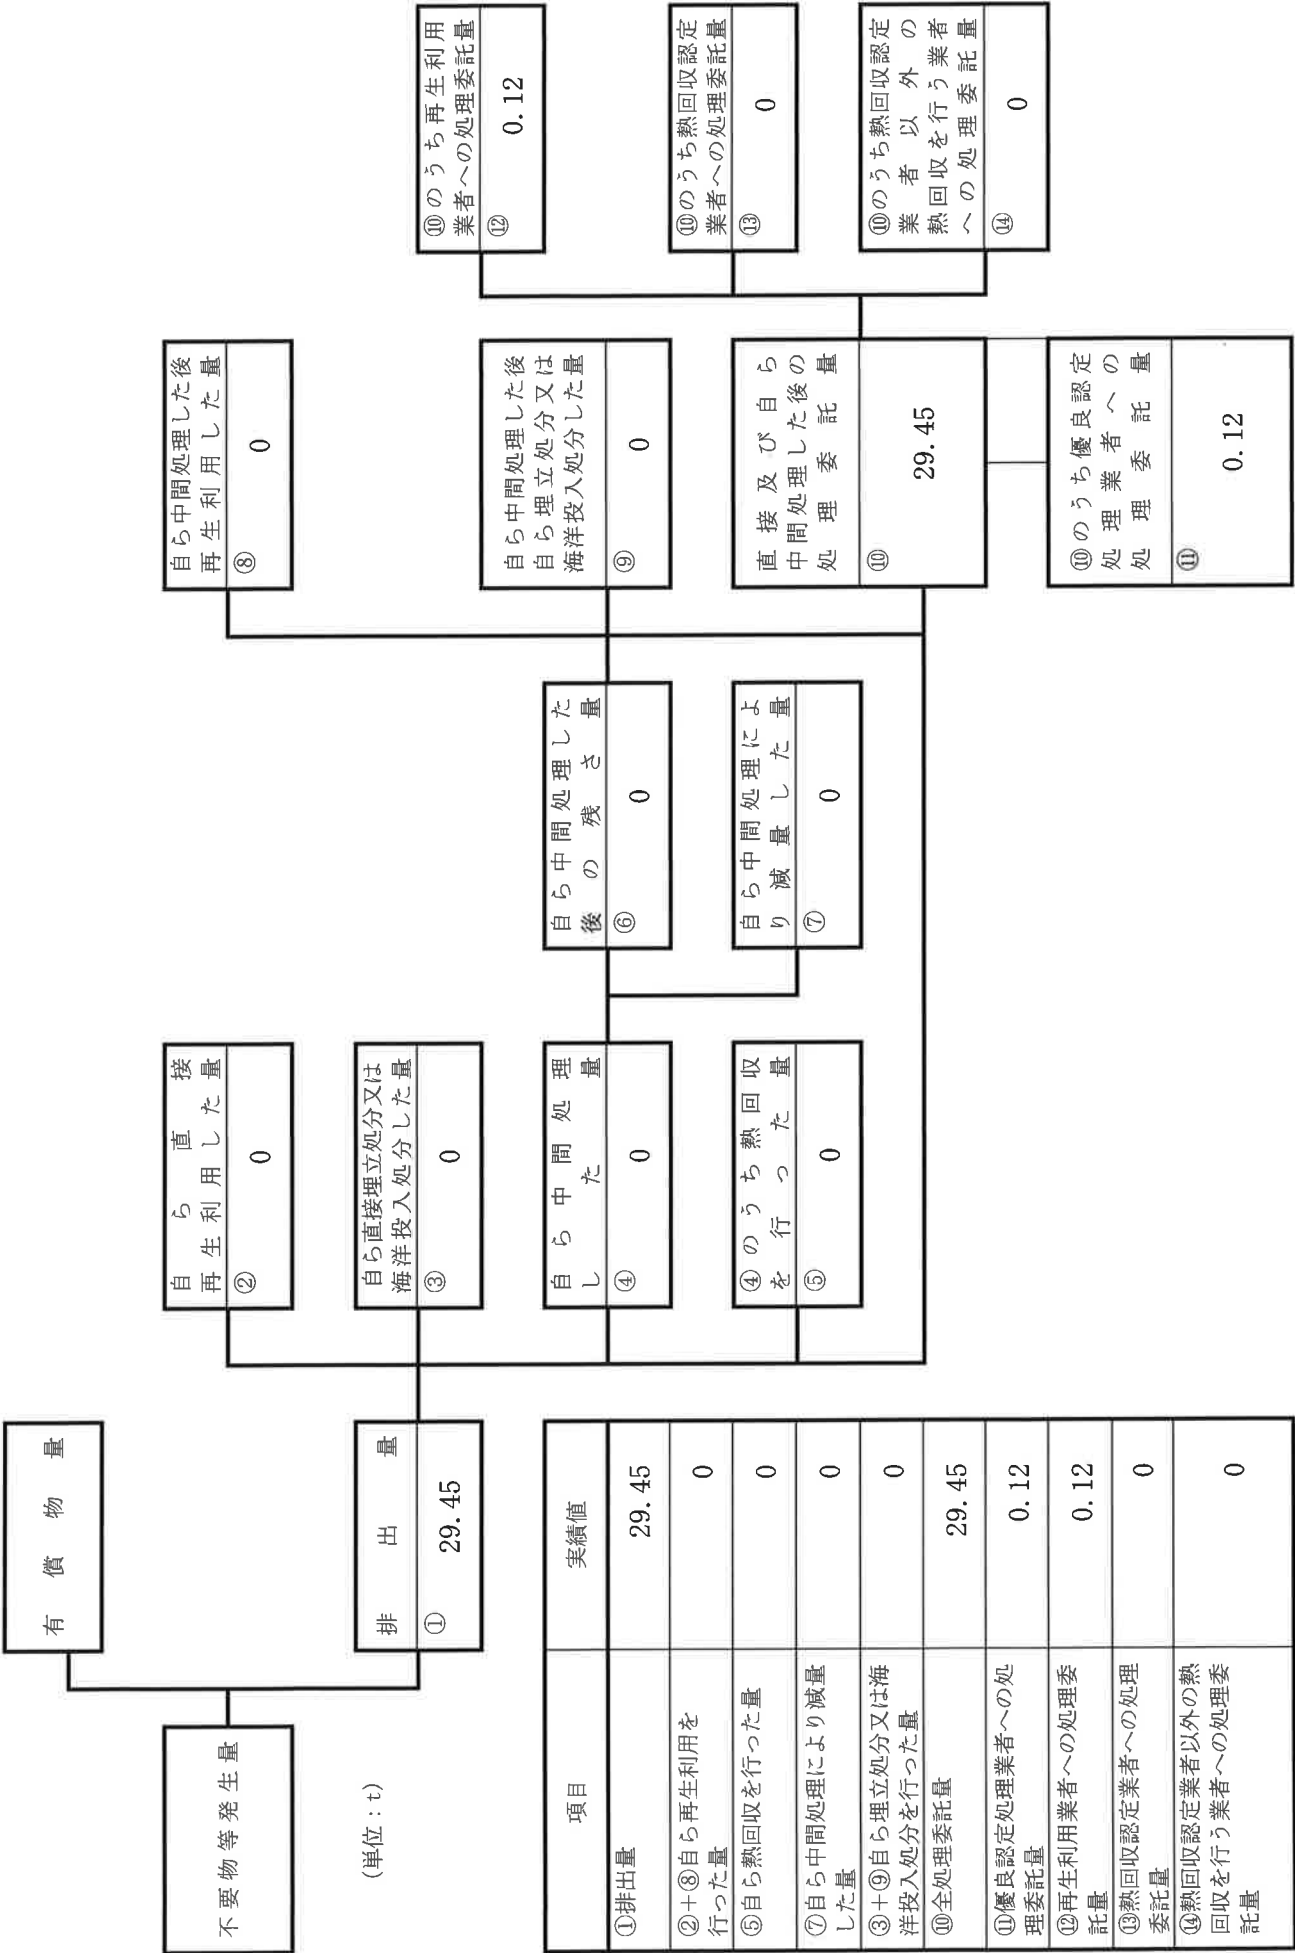 有償物量
不要物等発生量
排出量
①
29.45
(単位：t)
自ら直接
再生利用した量
②
0
自ら直接埋立処分又は
海洋投入処分した量
③
0
自ら中間処理
した量
④
0
④のうち熱回収
を行った量
⑤
0
自ら中間処理した
後の残さ量
⑥
0
自ら中間処理によ
り減量した量
⑦
0
自ら中間処理した後
再生利用した量
⑧
0
自ら中間処理した後
自ら埋立処分又は
海洋投入処分した量
⑨
0
直接及び自ら
中間処理した後の
処理委託量
⑩
29.45
⑩のうち優良認定
処理業者への
処理委託量
⑪
0.12
⑩のうち再生利用
業者への処理委託量
⑫
0.12
⑩のうち熱回収認定
業者への処理委託量
⑬
0
⑩のうち熱回収認定
業者以外の
熱回収を行う業者
への処理委託量
⑭
0
項目 実績値
①排出量 29.45
②＋⑧自ら再生利用を
行った量 0
⑤自ら熱回収を行った量 0
⑦自ら中間処理により減量
した量 0
③＋⑨自ら埋立処分又は海
洋投入処分を行った量 0
⑩全処理委託量 29.45
⑪優良認定処理業者への処
理委託量 0.12
⑫再生利用業者への処理委
託量 0.12
⑬熱回収認定業者への処理
委託量 0
⑭熱回収認定業者以外の熱
回収を行う業者への処理委
託量 0